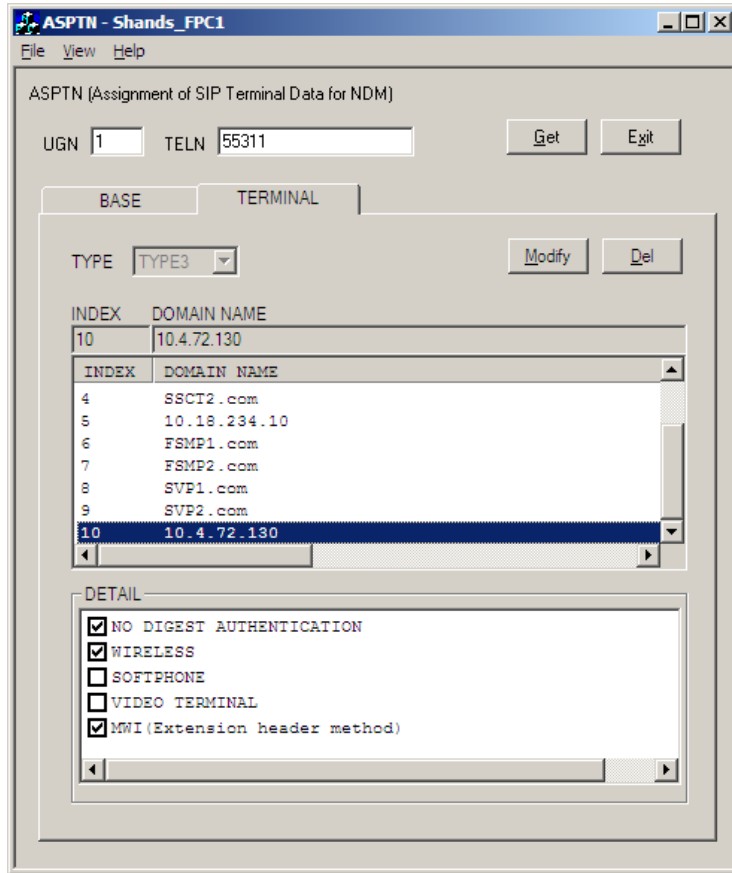 ASPTN - Shands_FPC1
File View Help
ASPTN (Assignment of SIP Terminal Data for NDM)
UGN 1 TELN 55311 Get Exit
BASE TERMINAL
TYPE TYPE3 Modify Del
INDEX DOMAIN NAME
10 10.4.72.130
INDEX DOMAIN NAME
4 SSCT2.com
5 10.18.234.10
6 FSMP1.com
7 FSMP2.com
8 SVP1.com
9 SVP2.com
10 10.4.72.130
DETAIL
NO DIGEST AUTHENTICATION
WIRELESS
SOFTPHONE
VIDEO TERMINAL
MWI(Extension header method)